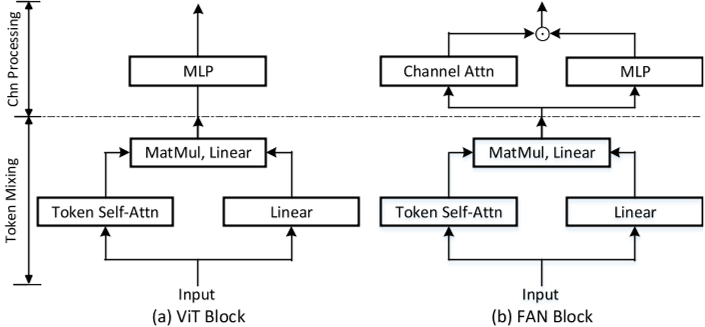 Chn Processing
Token Mixing
MLP
MatMul, Linear
Token Self-Attn
Linear
Input
(a) ViT Block
Channel Attn
MLP
MatMul, Linear
Token Self-Attn
Linear
Input
(b) FAN Block